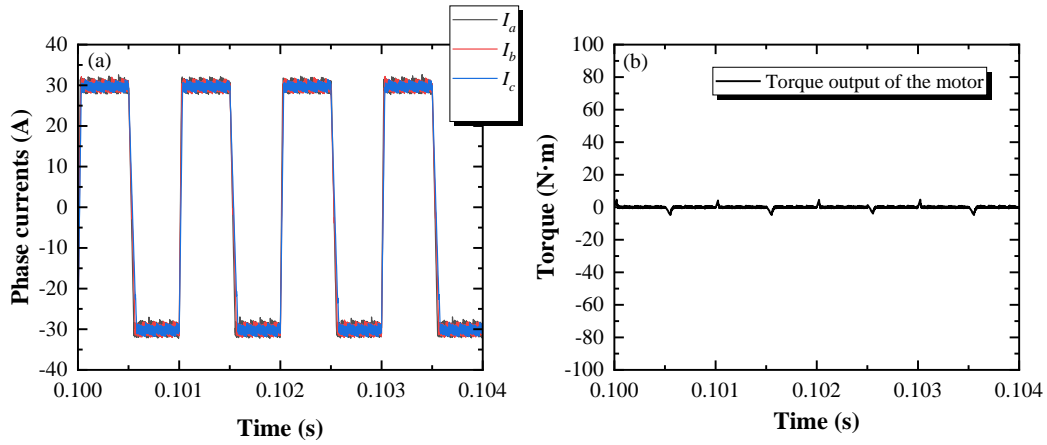 (a)
I_a
I_b
I_c
40
30
20
10
0
-10
-20
-30
-40
Phase currents (A)
0.100 0.101 0.102 0.103 0.104
Time (s)
(b)
Torque output of the motor
100
80
60
40
20
0
-20
-40
-60
-80
-100
Torque (N·m)
0.100 0.101 0.102 0.103 0.104
Time (s)